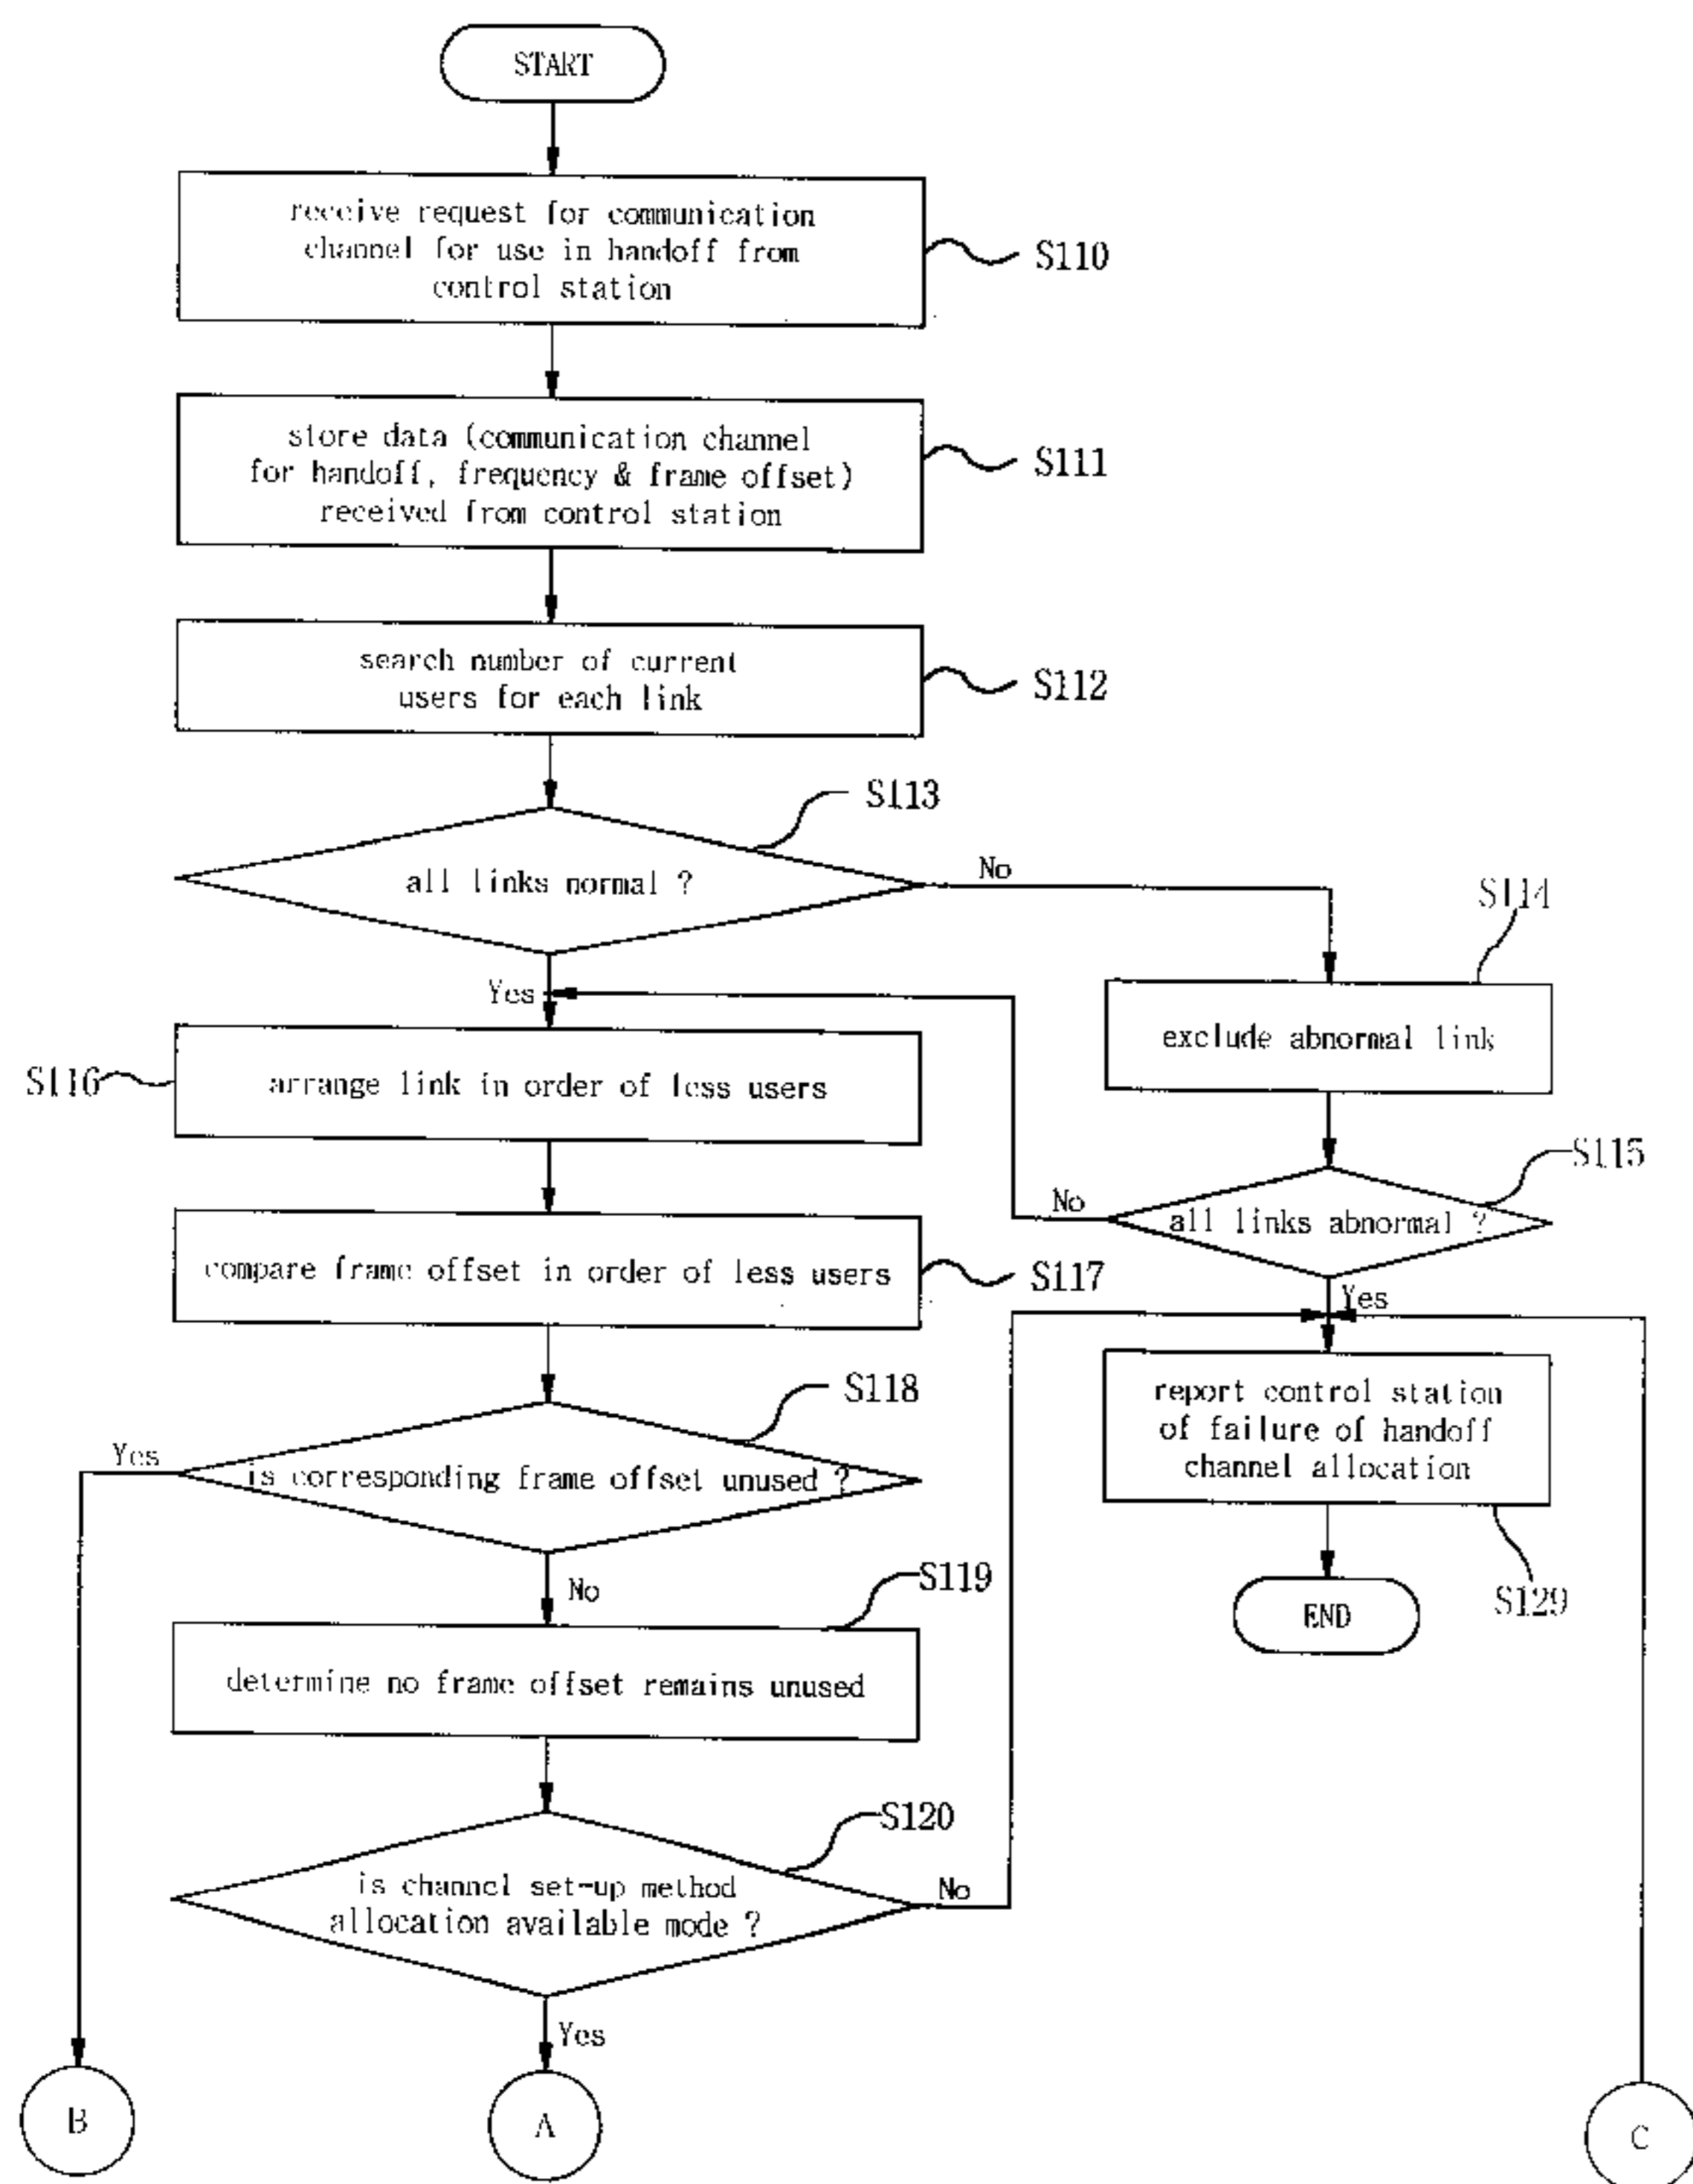 START
receive request for communication
channel for use in handoff from
control station
S110
store data (communication channel
for handoff, frequency & frame offset)
received from control station
S111
search number of current
users for each link
S112
S113
all links normal ?
No
Yes
S114
exclude abnormal link
S116
arrange link in order of less users
S115
all links abnormal ?
No
Yes
compare frame offset in order of less users
S117
report control station
of failure of handoff
channel allocation
S129
END
S118
is corresponding frame offset unused ?
Yes
No
S119
determine no frame offset remains unused
S120
is channel set-up method
allocation available mode ?
No
Yes
B
A
C